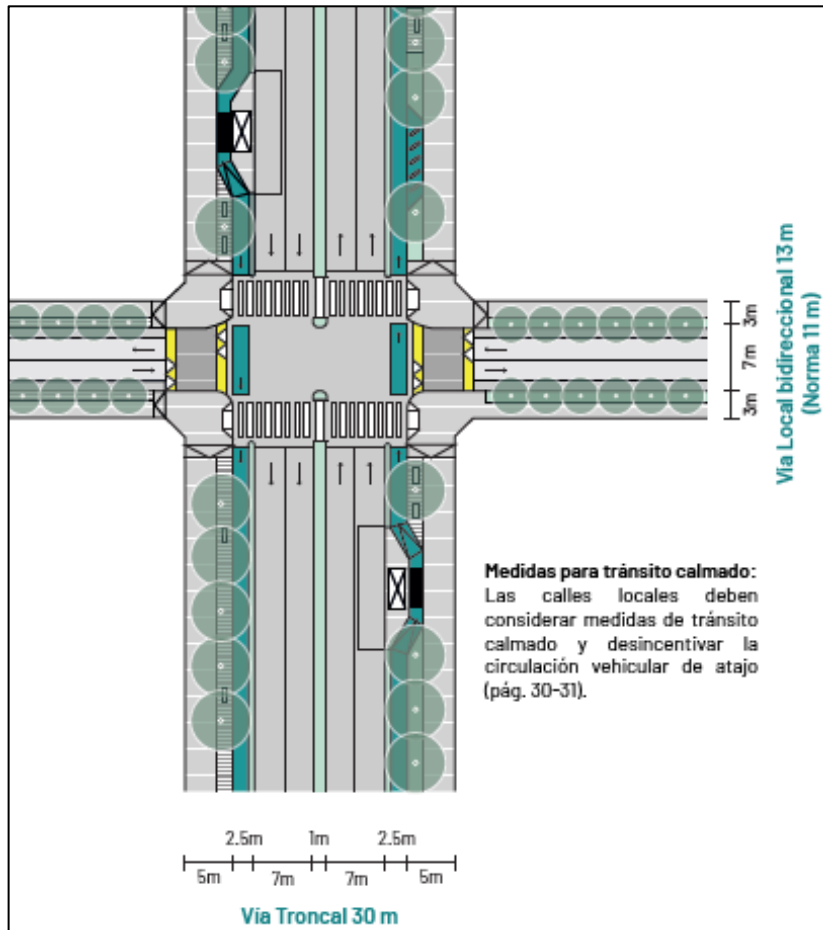 3m
7m
3m
Vía Local bidireccional 13 m
(Norma 11 m)
Medidas para tránsito calmado:
Las calles locales deben
considerar medidas de tránsito
calmado y desincentivar la
circulación vehicular de atajo
(pág. 30-31).
2.5m 1m 2.5m
5m 7m 7m 5m
Vía Troncal 30 m